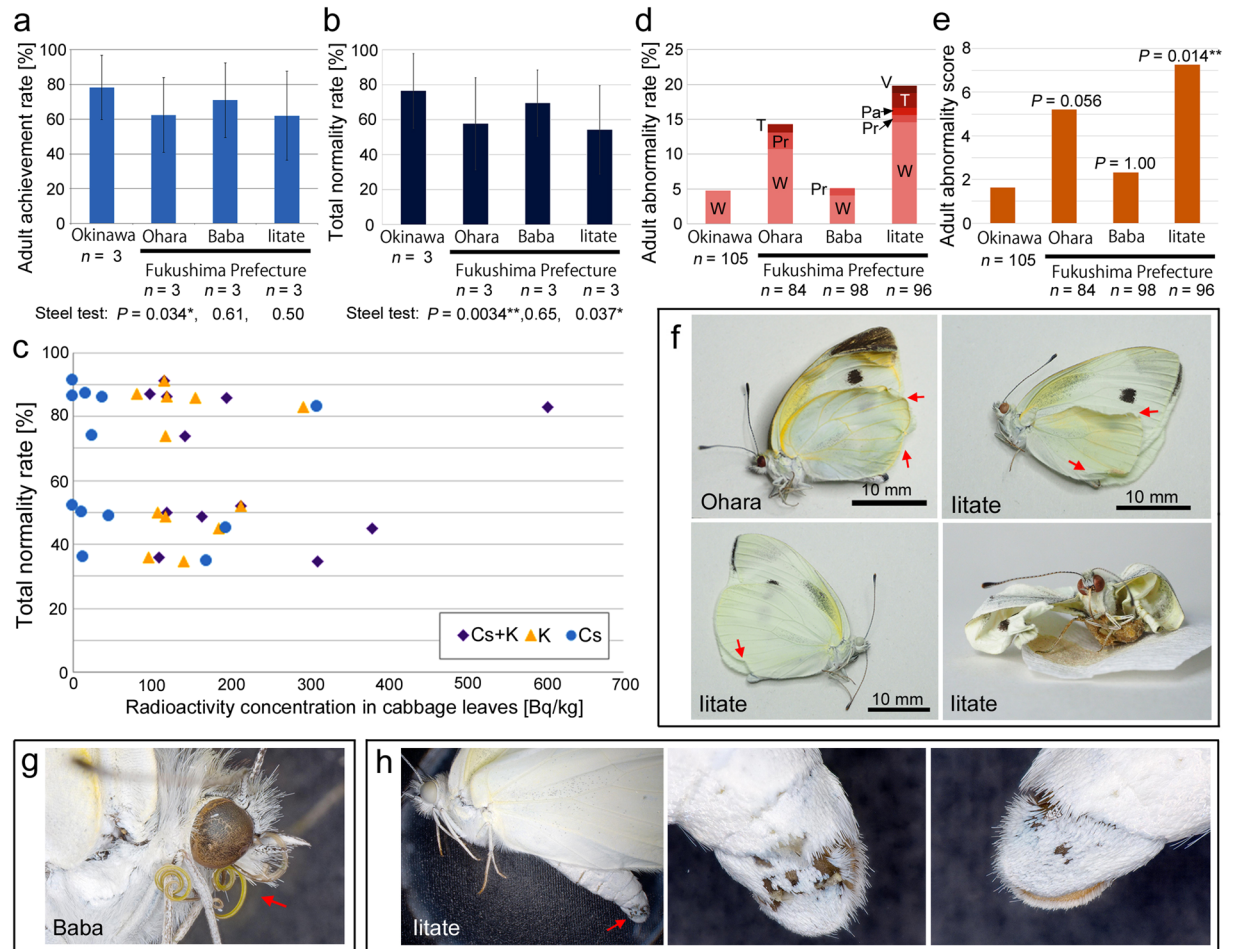 a
Adult achievement rate [%]
100
80
60
40
20
0
Okinawa Ohara Baba Iitate
n = 3
Fukushima Prefecture
n = 3 n = 3 n = 3
Steel test: P = 0.034*, 0.61, 0.50
b
Total normality rate [%]
100
80
60
40
20
0
Okinawa Ohara Baba Iitate
n = 3
Fukushima Prefecture
n = 3 n = 3 n = 3
Steel test: P = 0.0034**,0.65, 0.037*
d
Adult abnormality rate [%]
25
20
15
10
5
0
W
T
Pr
W
Pr
W
V
T
Pa
Pr
W
Okinawa Ohara Baba Iitate
n = 105
Fukushima Prefecture
n = 84 n = 98 n = 96
e
Adult abnormality score
8
6
4
2
0
P = 0.056
P = 1.00
P = 0.014**
Okinawa Ohara Baba Iitate
n = 105
Fukushima Prefecture
n = 84 n = 98 n = 96
c
Total normality rate [%]
100
80
60
40
20
0
Cs+K K Cs
0 100 200 300 400 500 600 700
Radioactivity concentration in cabbage leaves [Bq/kg]
f
Ohara
10 mm
Iitate
10 mm
Iitate
10 mm
Iitate
g
Baba
h
Iitate